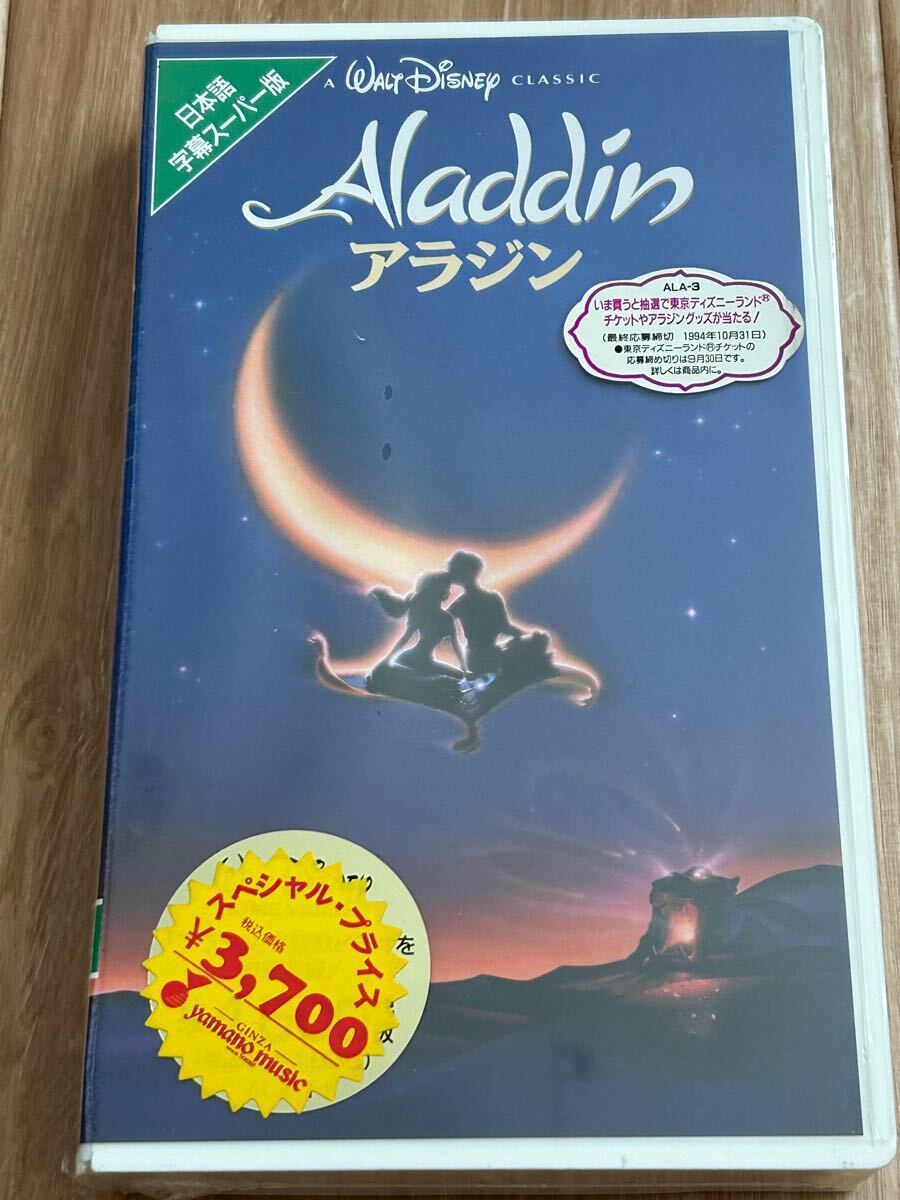 日本語
字幕スーパー版
A WALT DISNEY CLASSIC
Aladdin
アラジン
ALA-3
いま買うと抽選で東京ディズニーランド®
チケットやアラジングッズが当たる!
(最終応募締切 1994年10月31日)
●東京ディズニーランド®チケットの
応募締め切りは9月30日です。
詳しくは商品内に。
スペシャル・プライス
税込価格
¥3,700
GINZA
yamano music
を